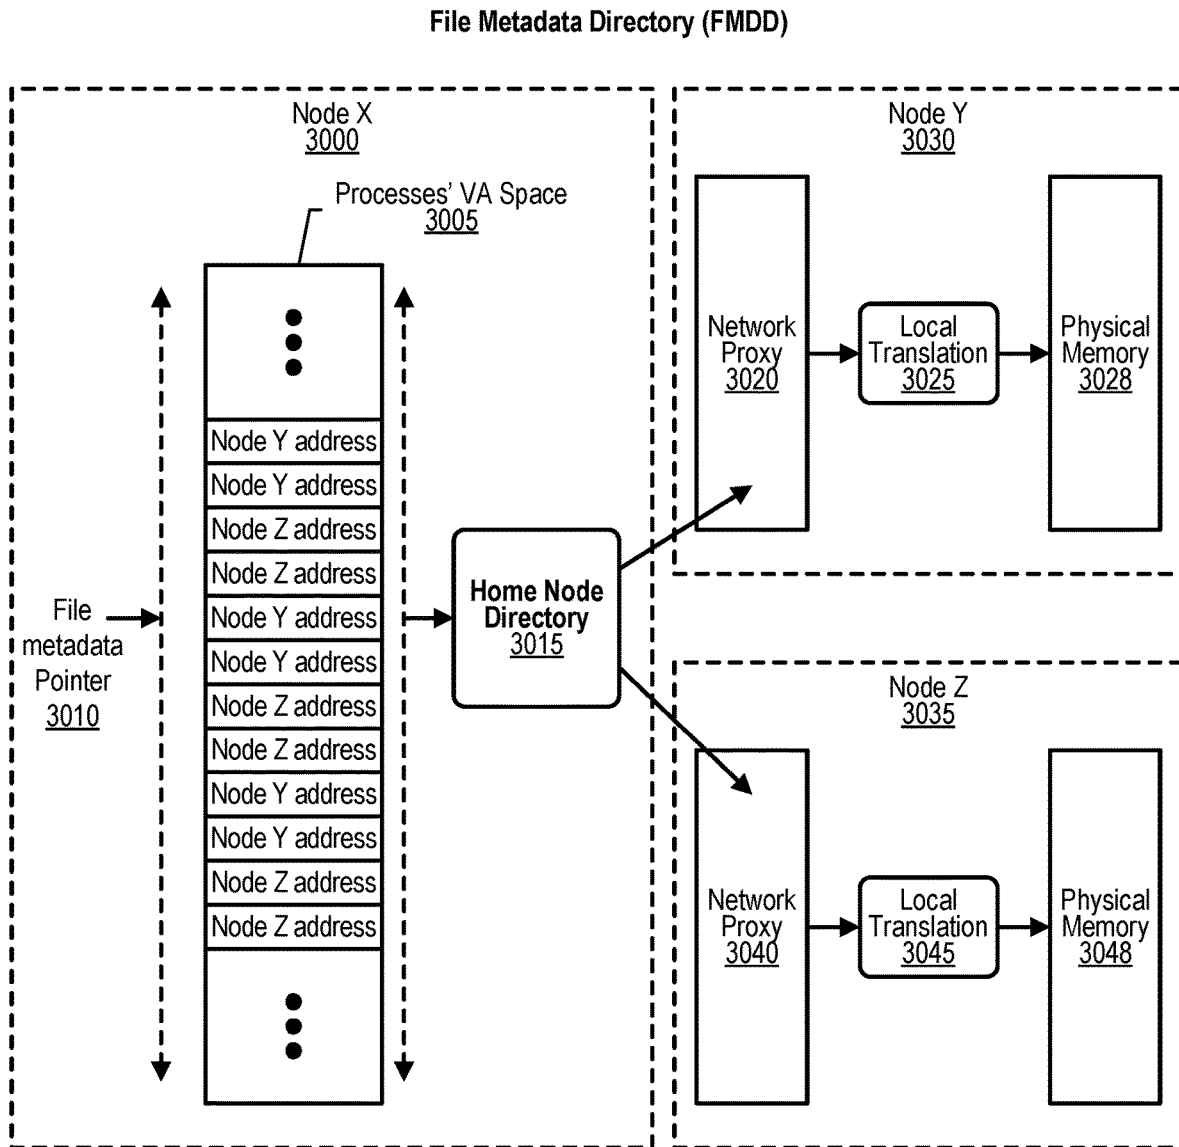 File Metadata Directory (FMDD)
Node X
3000
Processes' VA Space
3005
Node Y address
Node Y address
Node Z address
Node Z address
Node Y address
Node Y address
Node Z address
Node Z address
Node Y address
Node Y address
Node Z address
Node Z address
File
metadata
Pointer
3010
Home Node
Directory
3015
Node Y
3030
Network
Proxy
3020
Local
Translation
3025
Physical
Memory
3028
Node Z
3035
Network
Proxy
3040
Local
Translation
3045
Physical
Memory
3048